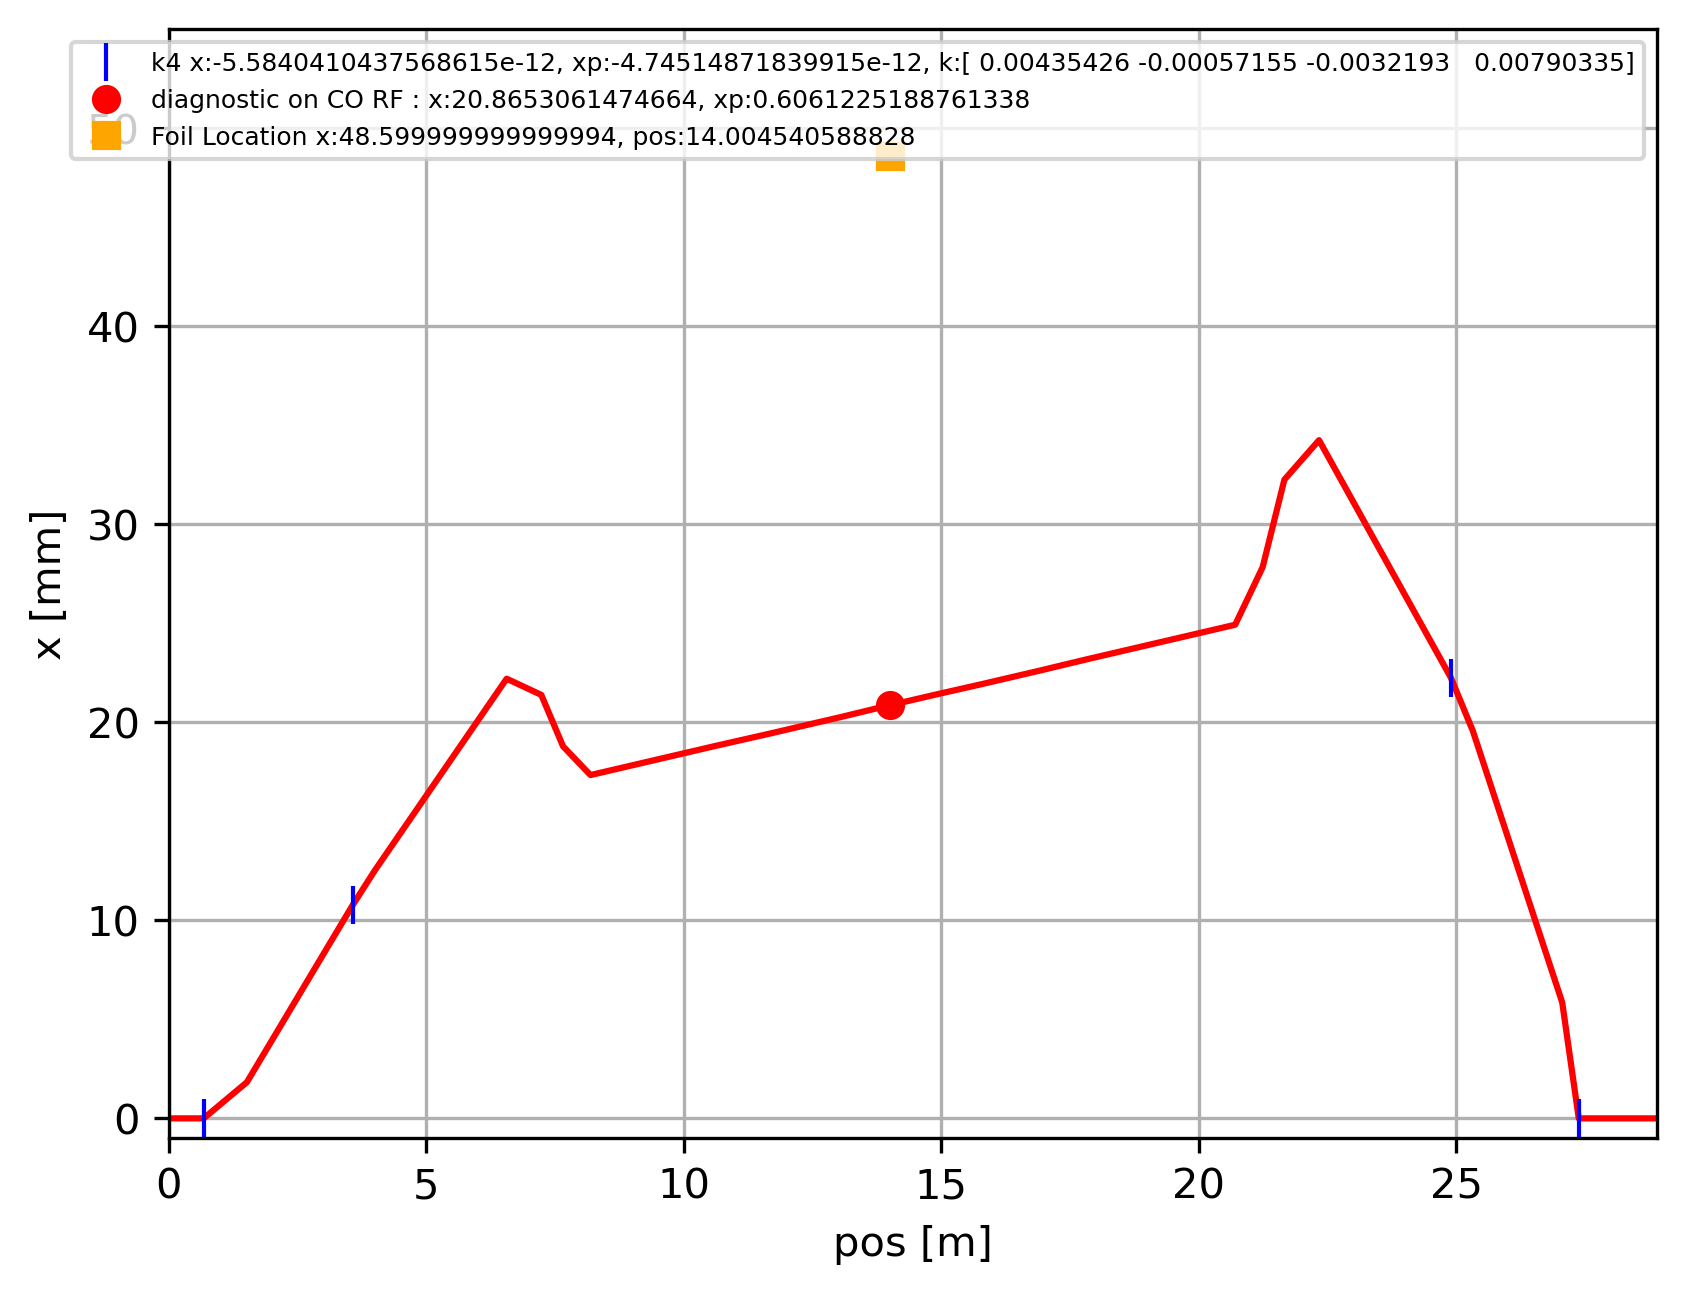 k4 x:-5.5840410437568615e-12, xp:-4.74514871839915e-12, k:[ 0.00435426 -0.00057155 -0.0032193   0.00790335]
diagnostic on CO RF : x:20.8653061474664, xp:0.6061225188761338
Foil Location x:48.599999999999994, pos:14.004540588828
50
40
30
20
10
0
x [mm]
0 5 10 15 20 25
pos [m]